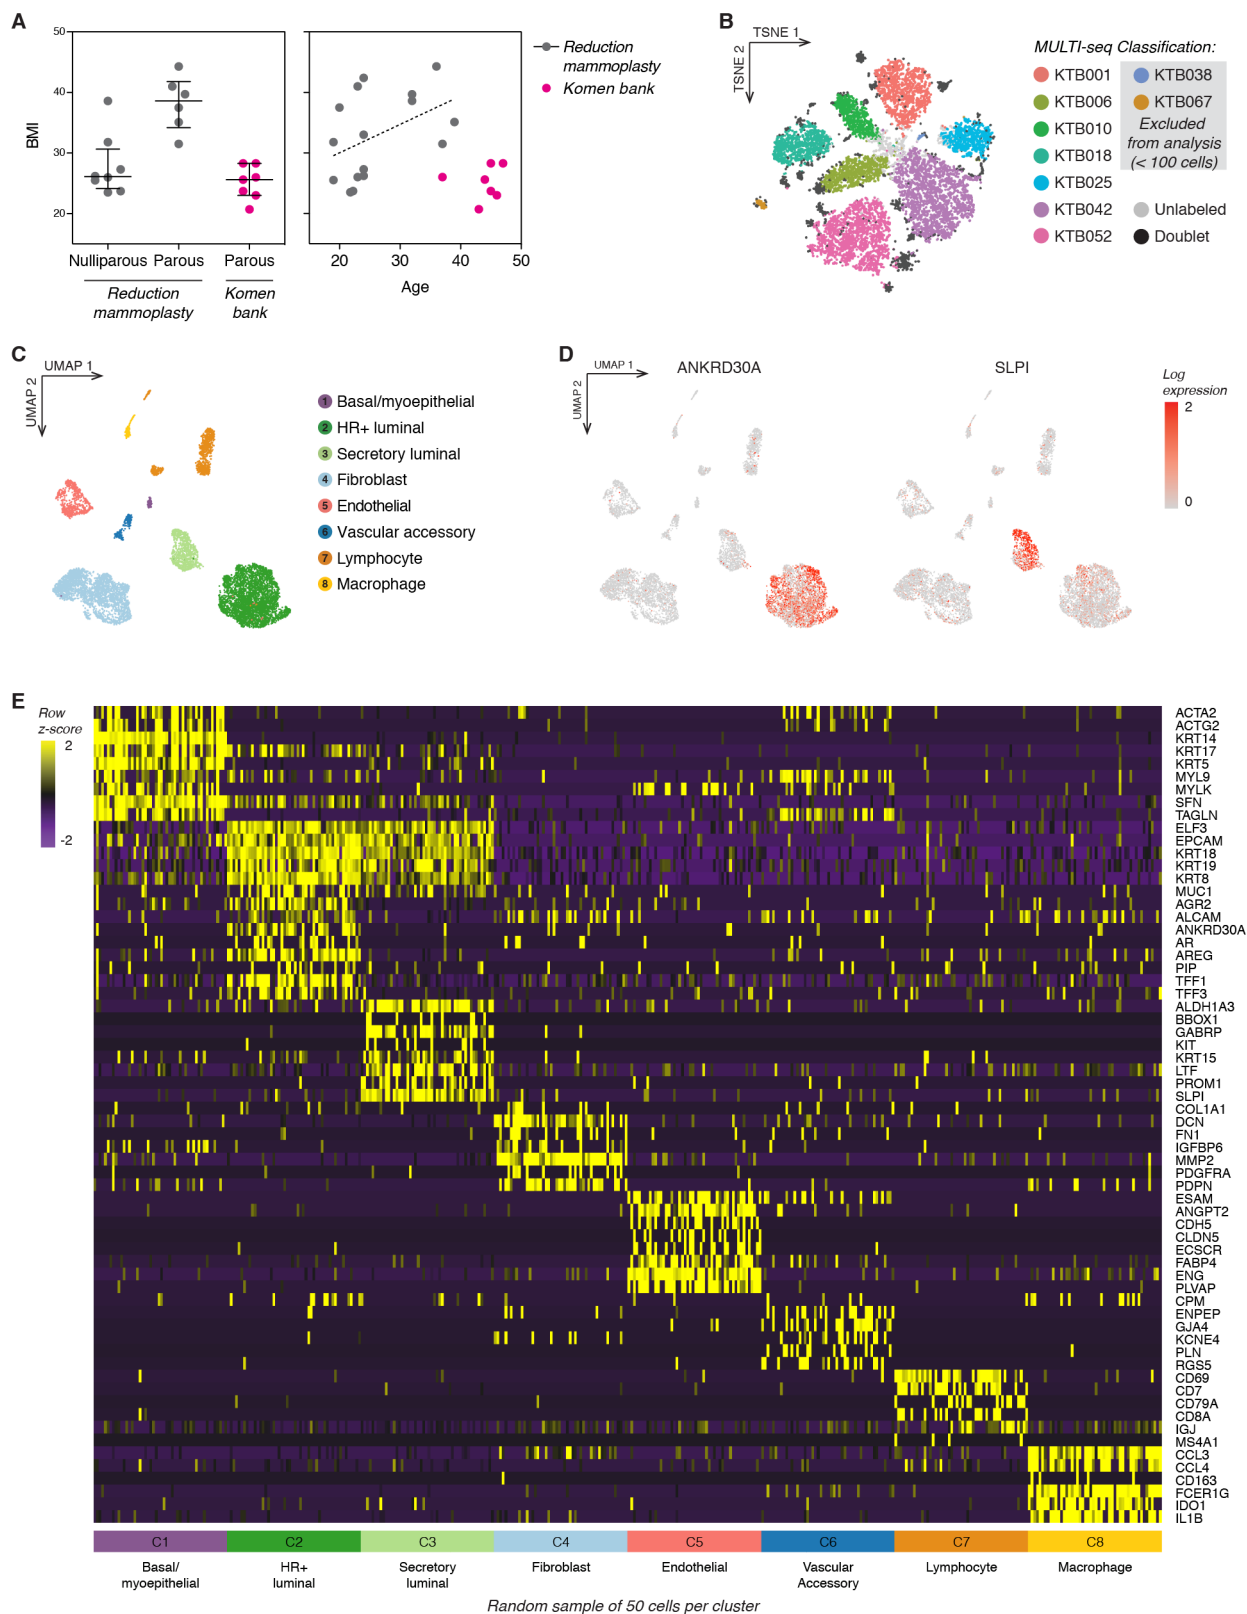 A
50
40
30
20
BMI
Nulliparous Parous Parous
Reduction mammoplasty
Komen bank
20 30 40 50
Age
Reduction mammoplasty
Komen bank
B
TSNE 1
TSNE 2
MULTI-seq Classification:
KTB001
KTB006
KTB010
KTB018
KTB025
KTB042
KTB052
KTB038
KTB067
Excluded
from analysis
(< 100 cells)
Unlabeled
Doublet
C
UMAP 1
UMAP 2
1 Basal/myoepithelial
2 HR+ luminal
3 Secretory luminal
4 Fibroblast
5 Endothelial
6 Vascular accessory
7 Lymphocyte
8 Macrophage
D
UMAP 1
UMAP 2
ANKRD30A
SLPI
Log
expression
2
0
E
Row
z-score
2
-2
ACTA2
ACTG2
KRT14
KRT17
KRT5
MYL9
MYLK
SFN
TAGLN
ELF3
EPCAM
KRT18
KRT19
KRT8
MUC1
AGR2
ALCAM
ANKRD30A
AR
AREG
PIP
TFF1
TFF3
ALDH1A3
BBOX1
GABRP
KIT
KRT15
LTF
PROM1
SLPI
COL1A1
DCN
FN1
IGFBP6
MMP2
PDGFRA
PDPN
ESAM
ANGPT2
CDH5
CLDN5
ECSCR
FABP4
ENG
PLVAP
CPM
ENPEP
GJA4
KCNE4
PLN
RGS5
CD69
CD7
CD79A
CD8A
IGJ
MS4A1
CCL3
CCL4
CD163
FCER1G
IDO1
IL1B
C1 C2 C3 C4 C5 C6 C7 C8
Basal/
myoepithelial
HR+
luminal
Secretory
luminal
Fibroblast
Endothelial
Vascular
Accessory
Lymphocyte
Macrophage
Random sample of 50 cells per cluster